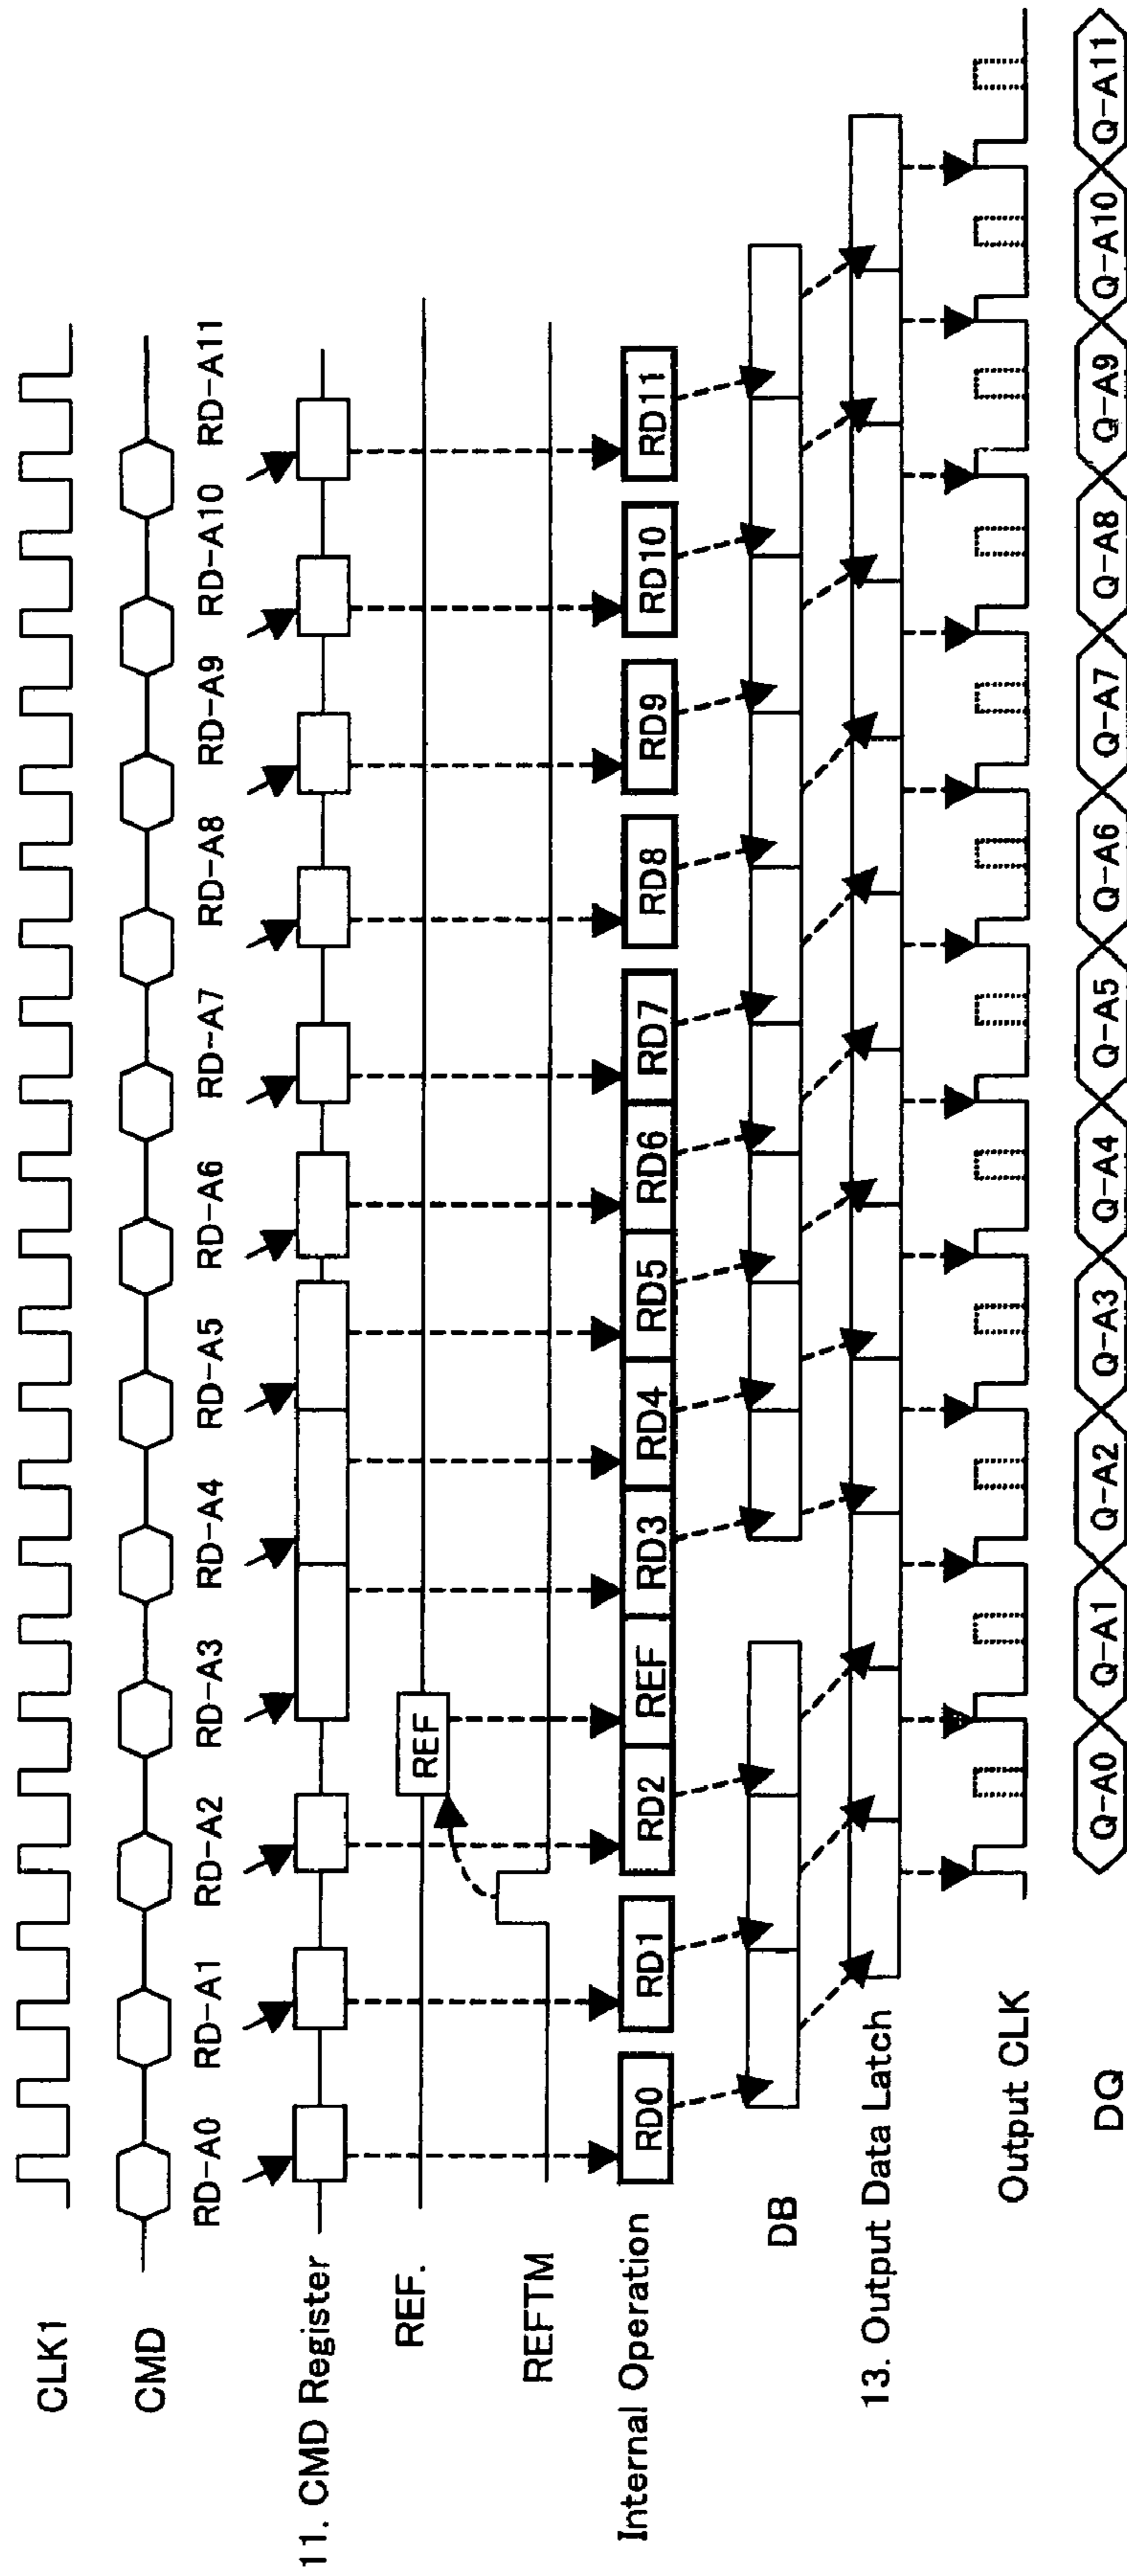 CLK1
CMD
RD-A0 RD-A1 RD-A2 RD-A3 RD-A4 RD-A5 RD-A6 RD-A7 RD-A8 RD-A9 RD-A10 RD-A11
11. CMD Register
REF. REF
REFTM
Internal Operation RD0 RD1 RD2 REF RD3 RD4 RD5 RD6 RD7 RD8 RD9 RD10 RD11
DB
13. Output Data Latch
Output CLK
DQ Q-A0 Q-A1 Q-A2 Q-A3 Q-A4 Q-A5 Q-A6 Q-A7 Q-A8 Q-A9 Q-A10 Q-A11